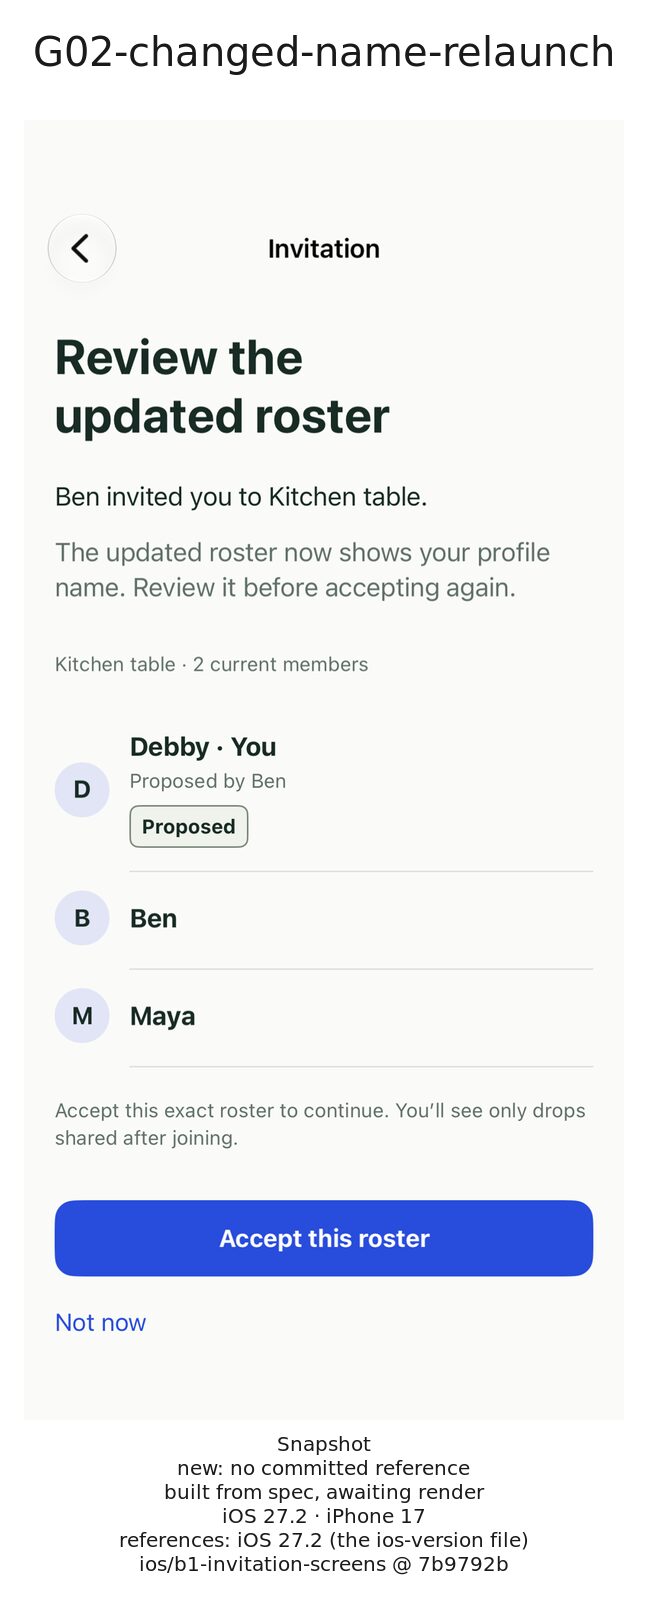 G02-changed-name-relaunch
Invitation
Review the
updated roster
Ben invited you to Kitchen table.
The updated roster now shows your profile
name. Review it before accepting again.
Kitchen table · 2 current members
D
Debby · You
Proposed by Ben
Proposed
B
Ben
M
Maya
Accept this exact roster to continue. You’ll see only drops
shared after joining.
Accept this roster
Not now
Snapshot
new: no committed reference
built from spec, awaiting render
iOS 27.2 · iPhone 17
references: iOS 27.2 (the ios-version file)
ios/b1-invitation-screens @ 7b9792b